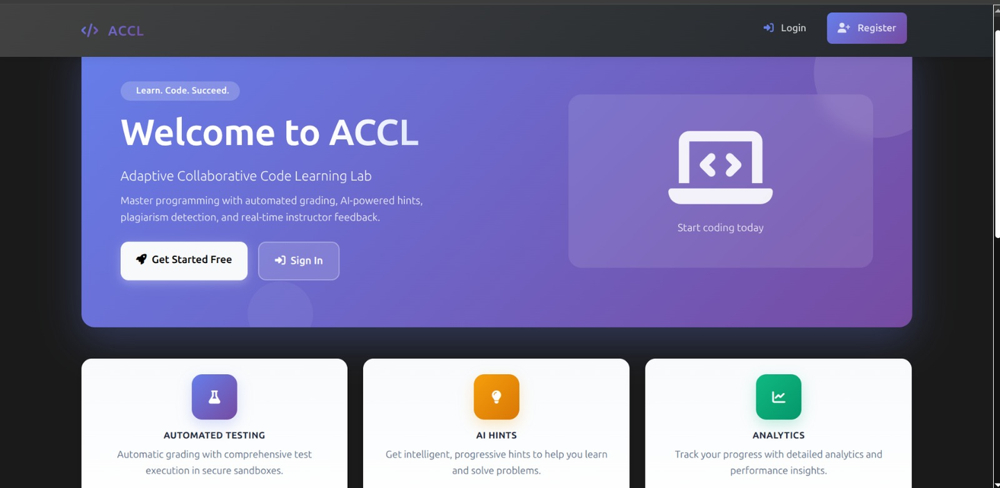 </> ACCL
Login
Register
Learn. Code. Succeed.
Welcome to ACCL
Adaptive Collaborative Code Learning Lab
Master programming with automated grading, AI-powered hints,
plagiarism detection, and real-time instructor feedback.
Get Started Free
Sign In
Start coding today
AUTOMATED TESTING
Automatic grading with comprehensive test
execution in secure sandboxes.
AI HINTS
Get intelligent, progressive hints to help you learn
and solve problems.
ANALYTICS
Track your progress with detailed analytics and
performance insights.